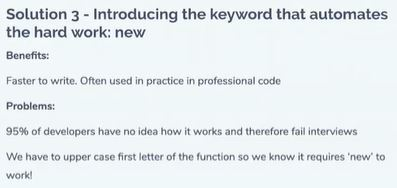 Solution 3 - Introducing the keyword that automates
the hard work: new
Benefits:
Faster to write. Often used in practice in professional code
Problems:
95% of developers have no idea how it works and therefore fail interviews
We have to upper case first letter of the function so we know it requires 'new' to
work!